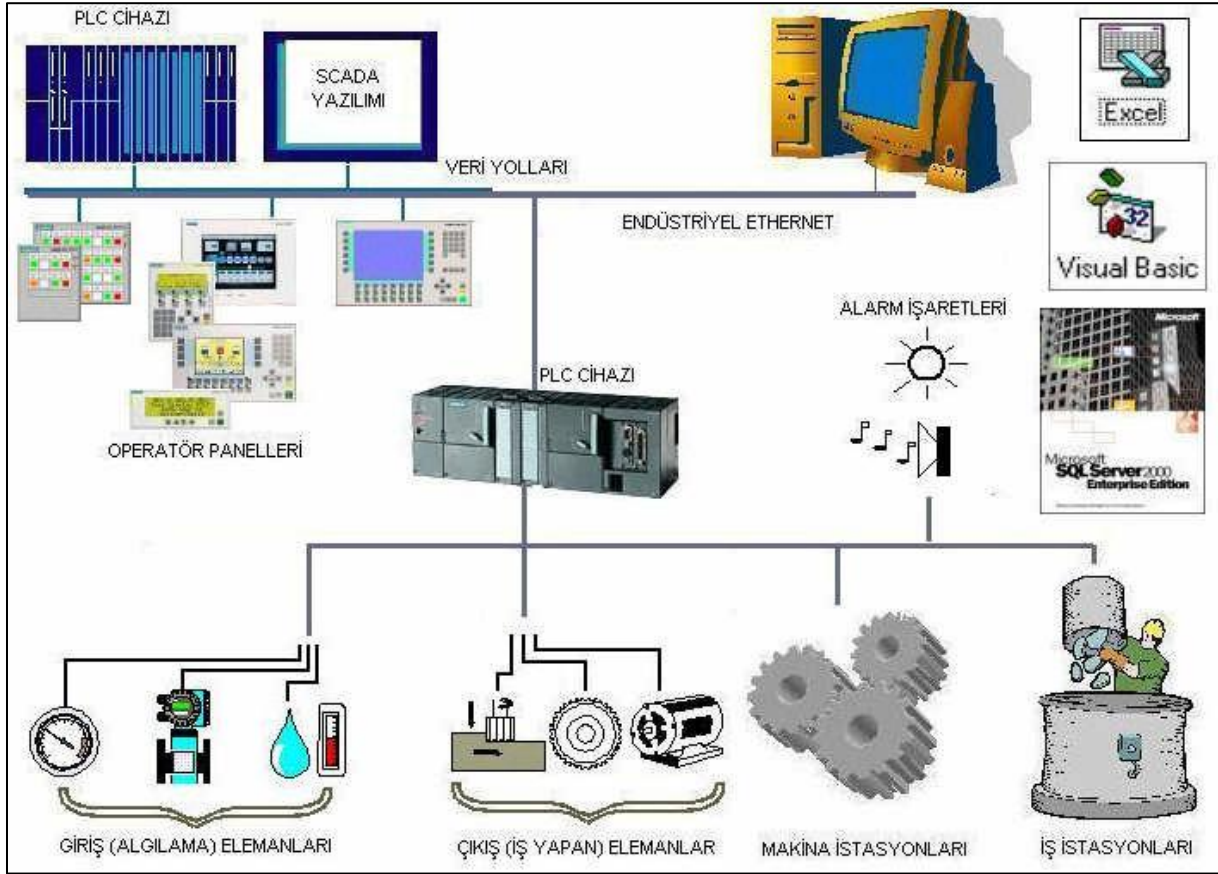 PLC CİHAZI
SCADA
YAZILIMI
VERİ YOLLARI
ENDÜSTRİYEL ETHERNET
Excel
32
Visual Basic
ALARM İŞARETLERİ
PLC CİHAZI
OPERATÖR PANELLERİ
Microsoft
Microsoft
SQL Server 2000
Enterprise Edition
GİRİŞ (ALGILAMA) ELEMANLARI
ÇIKIŞ (İŞ YAPAN) ELEMANLAR
MAKİNA İSTASYONLARI
İŞ İSTASYONLARI